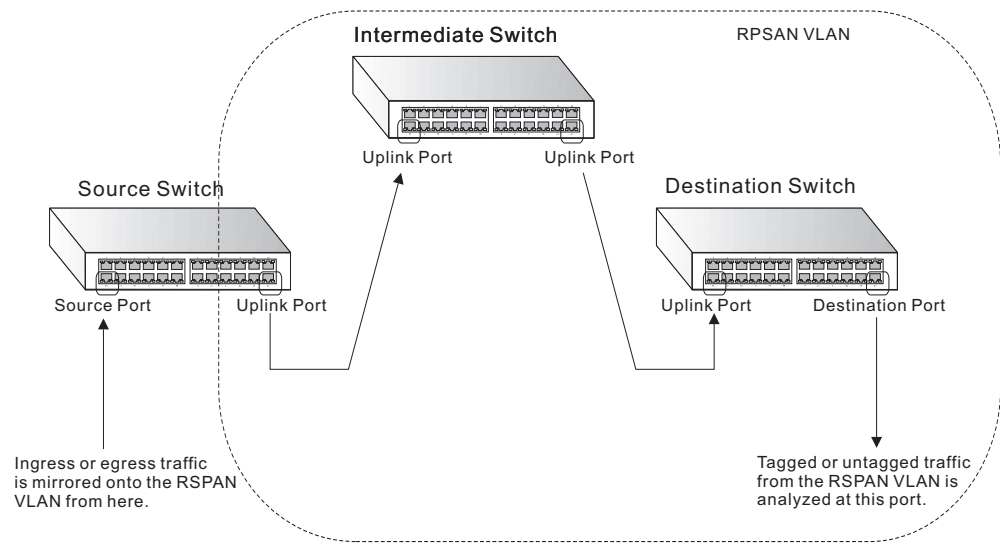 Intermediate Switch
RPSAN VLAN
Uplink Port
Uplink Port
Source Switch
Destination Switch
Source Port
Uplink Port
Uplink Port
Destination Port
Ingress or egress traffic
is mirrored onto the RSPAN
VLAN from here.
Tagged or untagged traffic
from the RSPAN VLAN is
analyzed at this port.